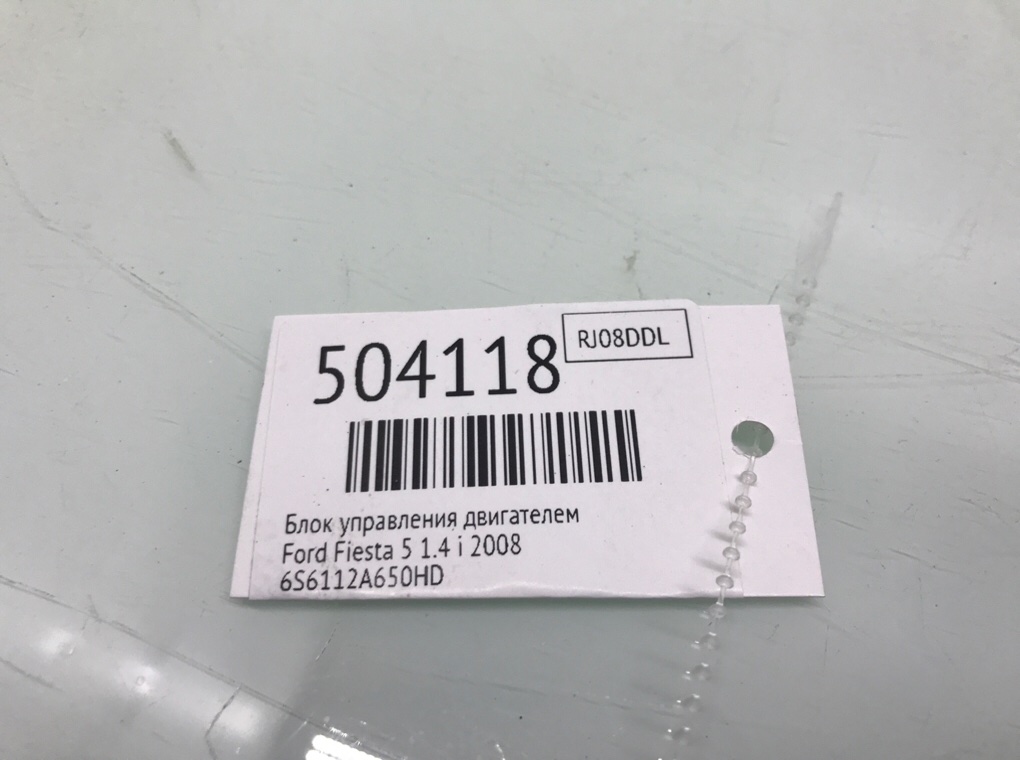 504118
RJ08DDL
Блок управления двигателем
Ford Fiesta 5 1.4 i 2008
6S6112A650HD